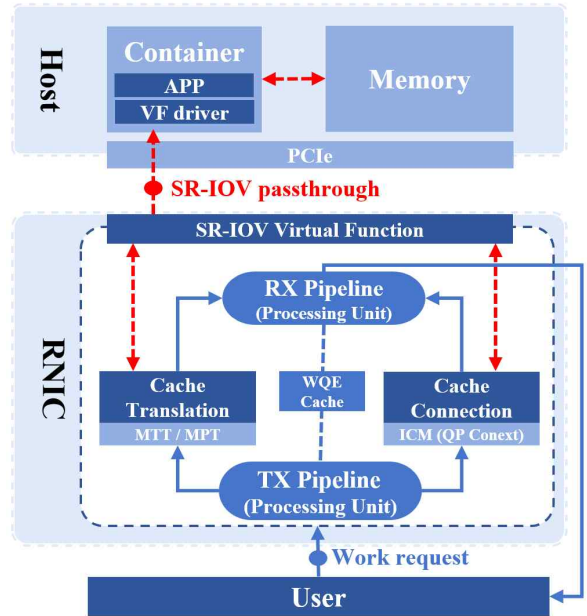 Host
Container
APP
VF driver
Memory
PCIe
SR-IOV passthrough
RNIC
SR-IOV Virtual Function
RX Pipeline
(Processing Unit)
Cache
Translation
MTT / MPT
WQE
Cache
Cache
Connection
ICM (QP Conext)
TX Pipeline
(Processing Unit)
Work request
User